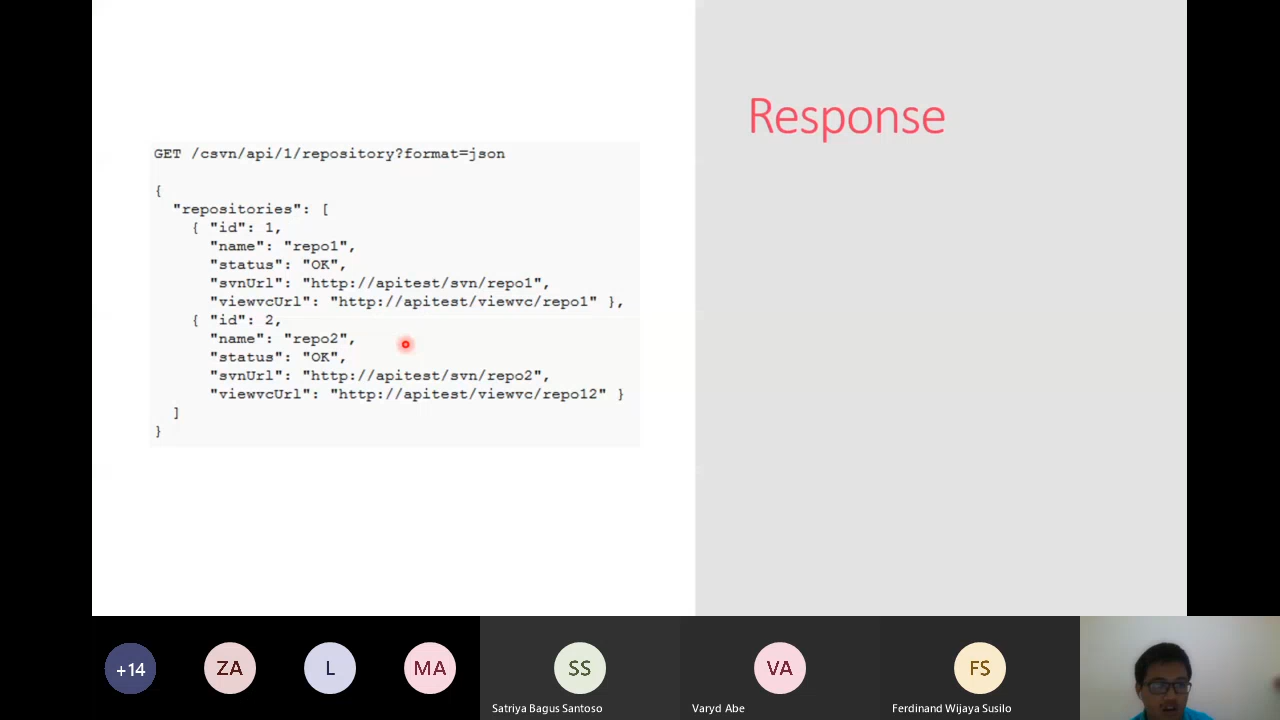 Response
GET /csvn/api/1/repository?format=json
{
"repositories": [
{ "id": 1,
"name": "repo1",
"status": "OK",
"svnUrl": "http://apitest/svn/repo1",
"viewvcUrl": "http://apitest/viewvc/repo1" },
{ "id": 2,
"name": "repo2",
"status": "OK",
"svnUrl": "http://apitest/svn/repo2",
"viewvcUrl": "http://apitest/viewvc/repo12" }
]
}
+14
ZA
L
MA
SS
VA
FS
Satriya Bagus Santoso
Varyd Abe
Ferdinand Wijaya Susilo